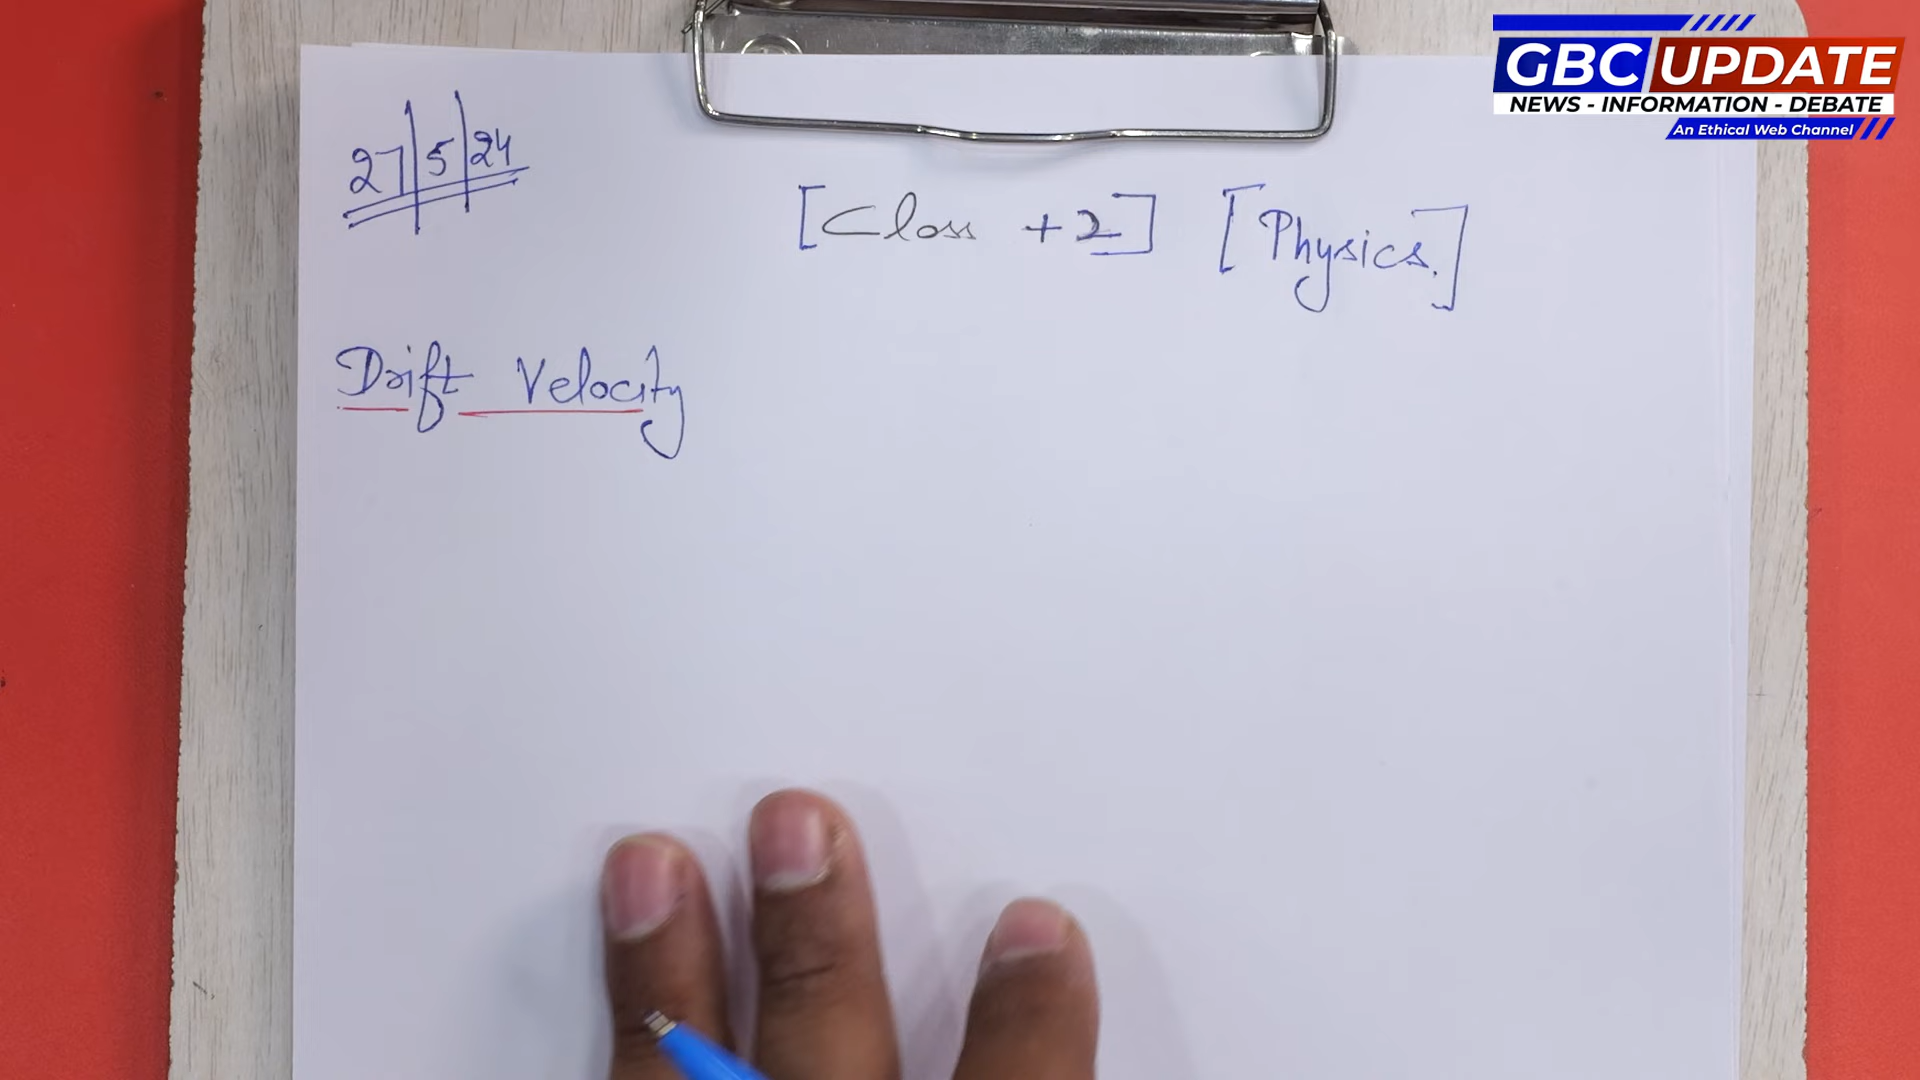 GBC UPDATE
NEWS - INFORMATION - DEBATE
An Ethical Web Channel
27|5|24
[Class +2] [Physics.]
Drift Velocity